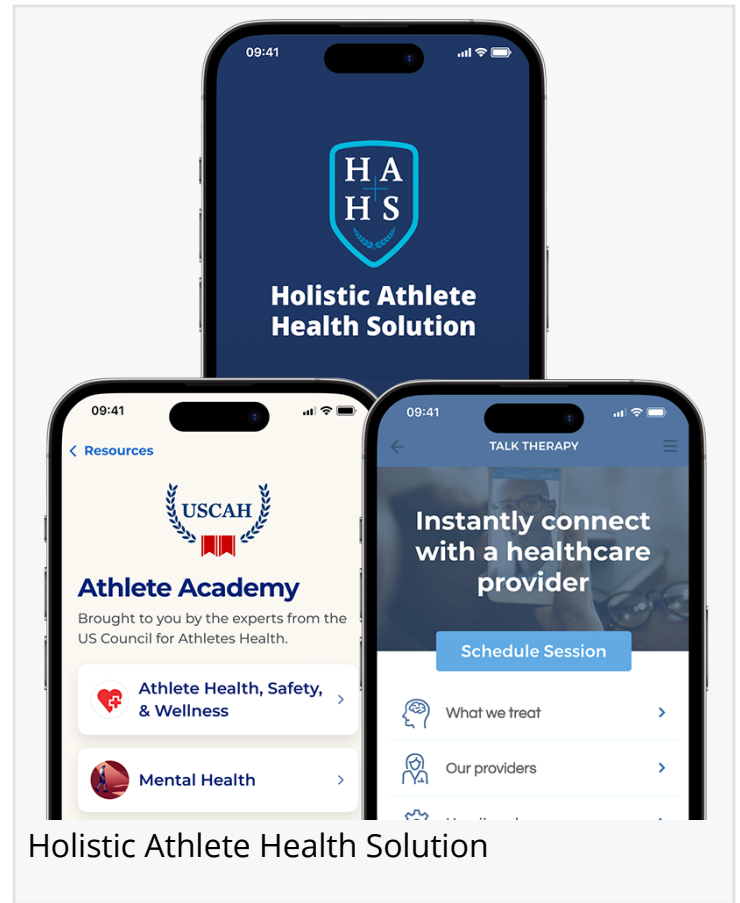 09:41
H A
H S
Holistic Athlete
Health Solution
09:41
Resources
USCAH
Athlete Academy
Brought to you by the experts from the
US Council for Athletes Health.
Athlete Health, Safety,
& Wellness
Mental Health
09:41
TALK THERAPY
Instantly connect
with a healthcare
provider
Schedule Session
What we treat
Our providers
Holistic Athlete Health Solution